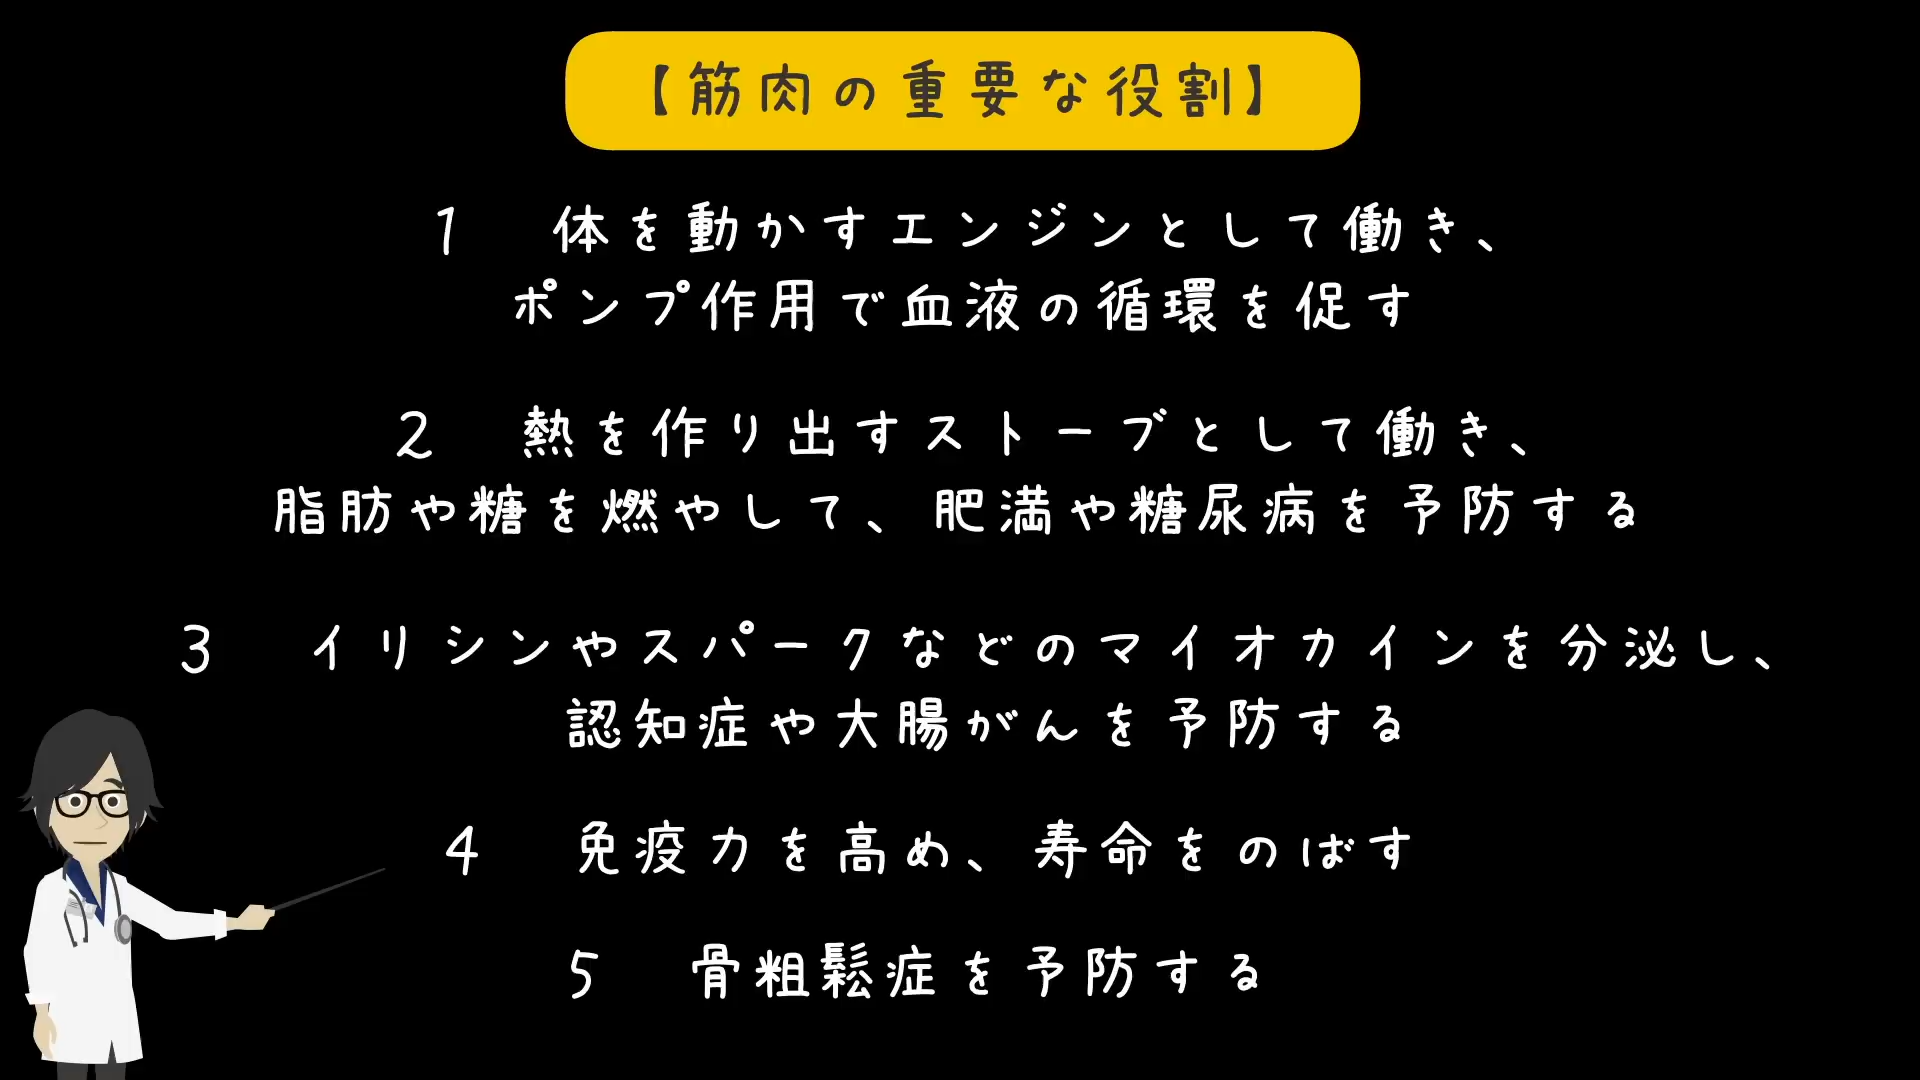 【筋肉の重要な役割】
1 体を動かすエンジンとして働き、
ポンプ作用で血液の循環を促す
2 熱を作り出すストーブとして働き、
脂肪や糖を燃やして、肥満や糖尿病を予防する
3 イリシンやスパークなどのマイオカインを分泌し、
認知症や大腸がんを予防する
4 免疫力を高め、寿命をのばす
5 骨粗鬆症を予防する